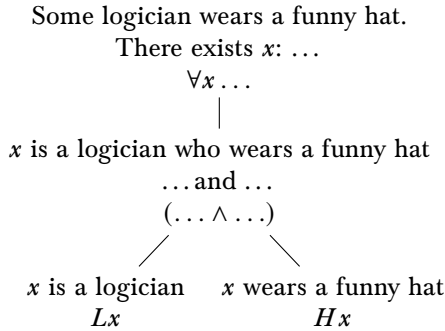 Some logician wears a funny hat.
There exists x: …
∀x …
x is a logician who wears a funny hat
… and …
(… ∧ …)
x is a logician x wears a funny hat
Lx Hx